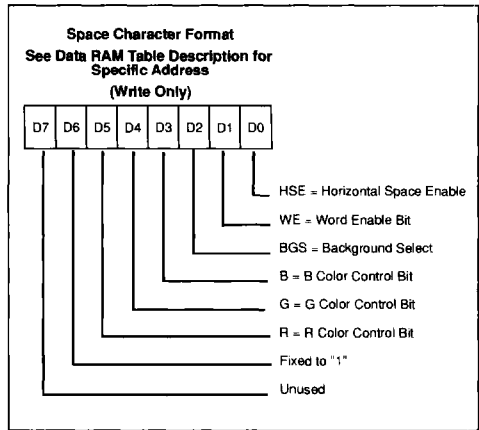 Space Character Format
See Data RAM Table Description for
Specific Address
(Write Only)
D7 D6 D5 D4 D3 D2 D1 D0
HSE = Horizontal Space Enable
WE = Word Enable Bit
BGS = Background Select
B = B Color Control Bit
G = G Color Control Bit
R = R Color Control Bit
Fixed to "1"
Unused